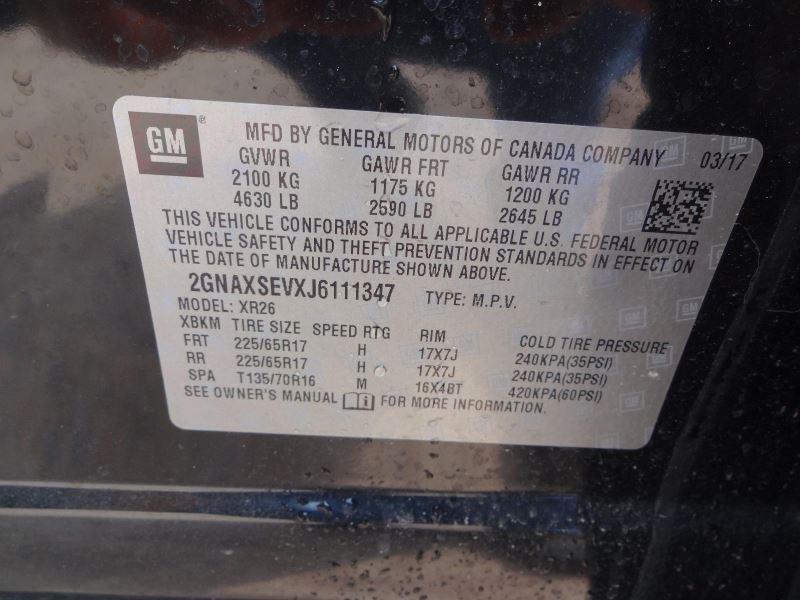 GM ® MFD BY GENERAL MOTORS OF CANADA COMPANY 03/17
GVWR GAWR FRT GAWR RR
2100 KG 1175 KG 1200 KG
4630 LB 2590 LB 2645 LB
THIS VEHICLE CONFORMS TO ALL APPLICABLE U.S. FEDERAL MOTOR
VEHICLE SAFETY AND THEFT PREVENTION STANDARDS IN EFFECT ON
THE DATE OF MANUFACTURE SHOWN ABOVE.
2GNAXSEVXJ6111347 TYPE: M.P.V.
MODEL: XR26
XBKM TIRE SIZE SPEED RTG RIM COLD TIRE PRESSURE
FRT 225/65R17 H 17X7J 240KPA(35PSI)
RR 225/65R17 H 17X7J 240KPA(35PSI)
SPA T135/70R16 M 16X4BT 420KPA(60PSI)
SEE OWNER'S MANUAL FOR MORE INFORMATION.